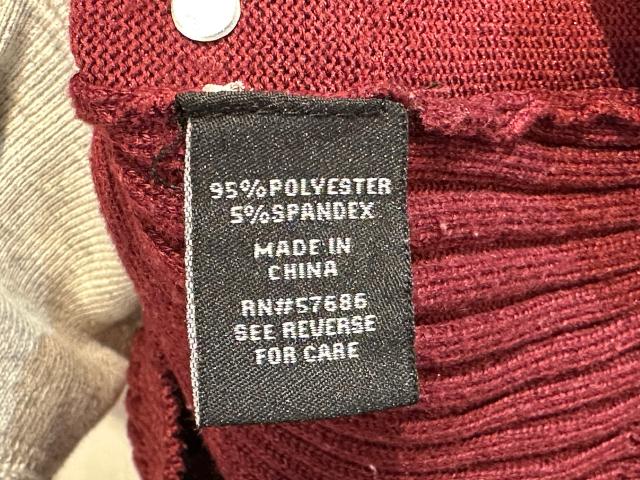 95%POLYESTER
5%SPANDEX
MADE IN
CHINA
RN#57686
SEE REVERSE
FOR CARE